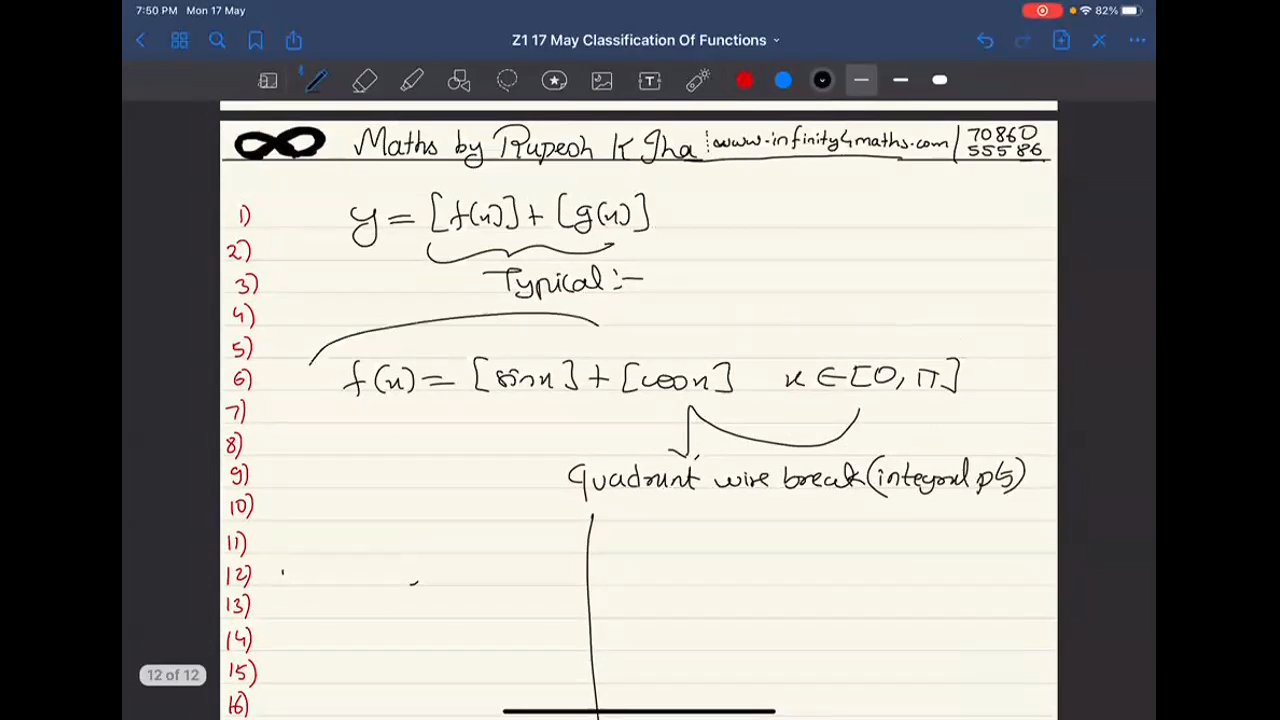 7:50 PM Mon 17 May
82%
Z1 17 May Classification Of Functions
Maths by Rupesh K Jha www.infinity4maths.com 70860 55586
1) y = [f(x)] + [g(x)]
2)
3) Typical :-
4)
5)
6) f(x) = [sinx] + [cosx] x ∈ [0, π]
7)
8)
9) Quadrant wise break (integral pts)
10)
11)
12)
13)
14)
15)
16)
12 of 12